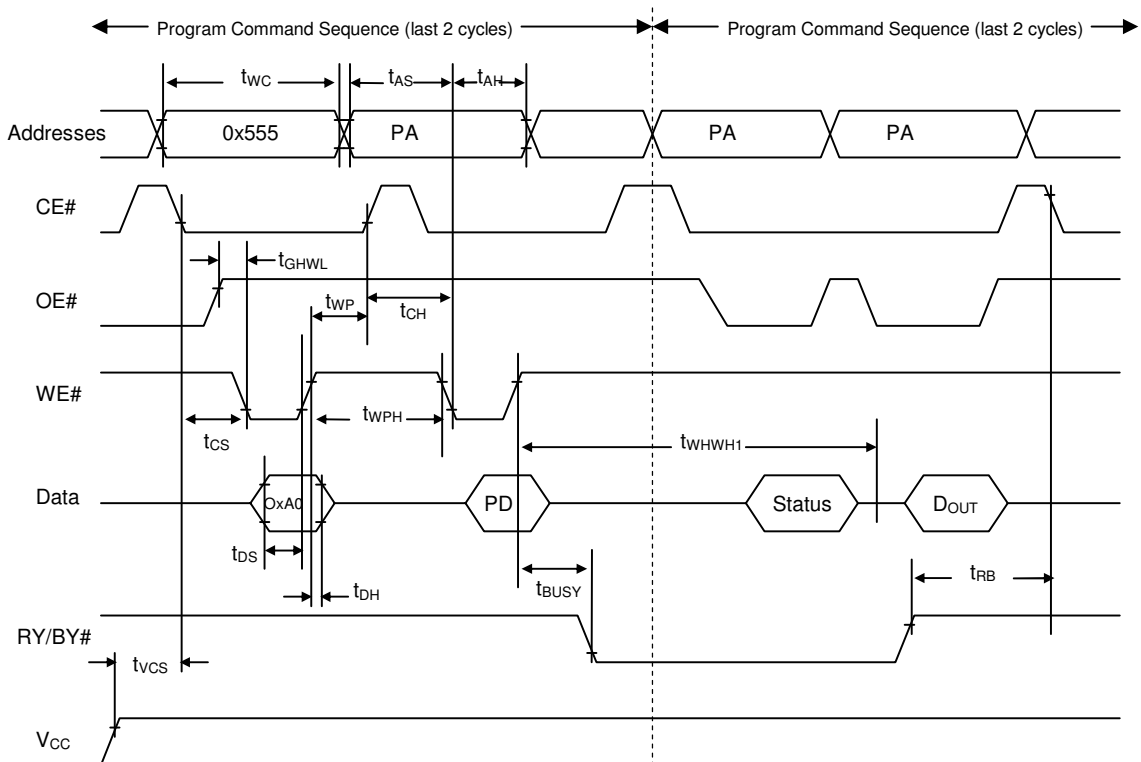 Program Command Sequence (last 2 cycles) Program Command Sequence (last 2 cycles)
tWC tAS tAH
Addresses 0x555 PA PA PA
CE#
tGHWL
OE# tWP tCH
WE#
tCS tWPH tWHWH1
Data OxA0 PD Status DOUT
tDS tDH tBUSY tRB
RY/BY#
tVCS
VCC